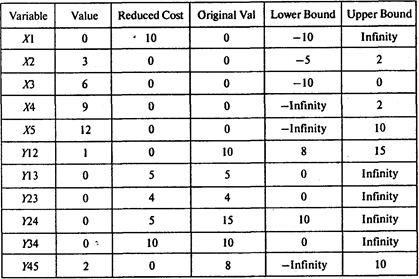 Variable Value Reduced Cost Original Val Lower Bound Upper Bound
X1 0 10 0 −10 Infinity
X2 3 0 0 −5 2
X3 6 0 0 −10 0
X4 9 0 0 −Infinity 2
X5 12 0 0 −Infinity 10
Y12 1 0 10 8 15
Y13 0 5 5 0 Infinity
Y23 0 4 4 0 Infinity
Y24 0 5 15 10 Infinity
Y34 0 10 10 0 Infinity
Y45 2 0 8 −Infinity 10